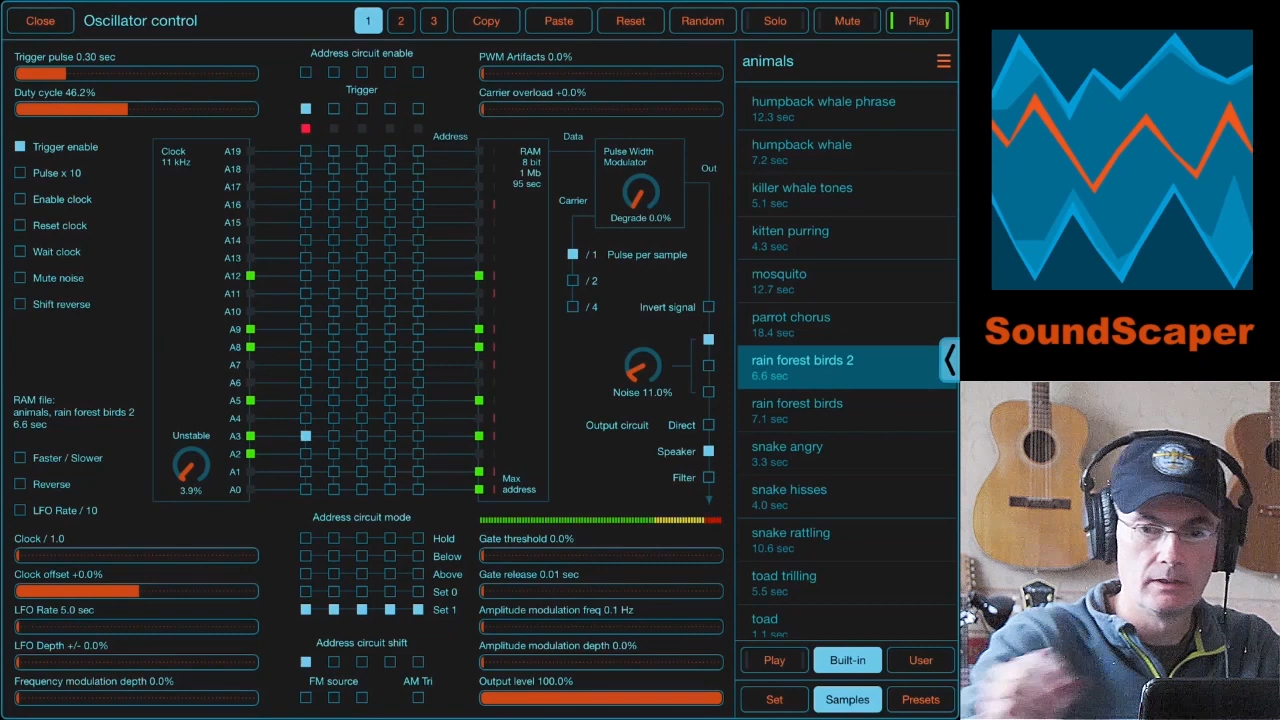 Close
Oscillator control
1
2
3
Copy
Paste
Reset
Random
Solo
Mute
Play
Trigger pulse 0.30 sec
Duty cycle 46.2%
Trigger enable
Pulse x 10
Enable clock
Reset clock
Wait clock
Mute noise
Shift reverse
RAM file:
animals, rain forest birds 2
6.6 sec
Faster / Slower
Reverse
LFO Rate / 10
Clock / 1.0
Clock offset +0.0%
LFO Rate 5.0 sec
LFO Depth +/- 0.0%
Frequency modulation depth 0.0%
Clock
11 kHz
Unstable
3.9%
A19
A18
A17
A16
A15
A14
A13
A12
A11
A10
A9
A8
A7
A6
A5
A4
A3
A2
A1
A0
Address circuit enable
Trigger
Address
Address circuit mode
Hold
Below
Above
Set 0
Set 1
Address circuit shift
FM source
AM Tri
PWM Artifacts 0.0%
Carrier overload +0.0%
RAM
8 bit
1 Mb
95 sec
Max
address
Data
Pulse Width
Modulator
Degrade 0.0%
Out
Carrier
/ 1 Pulse per sample
/ 2
/ 4
Invert signal
Noise 11.0%
Output circuit
Direct
Speaker
Filter
Gate threshold 0.0%
Gate release 0.01 sec
Amplitude modulation freq 0.1 Hz
Amplitude modulation depth 0.0%
Output level 100.0%
animals
humpback whale phrase
12.3 sec
humpback whale
7.2 sec
killer whale tones
5.1 sec
kitten purring
4.3 sec
mosquito
12.7 sec
parrot chorus
18.4 sec
rain forest birds 2
6.6 sec
rain forest birds
7.1 sec
snake angry
3.3 sec
snake hisses
4.0 sec
snake rattling
10.6 sec
toad trilling
5.5 sec
toad
1.1 sec
Play
Built-in
User
Set
Samples
Presets
SoundScaper